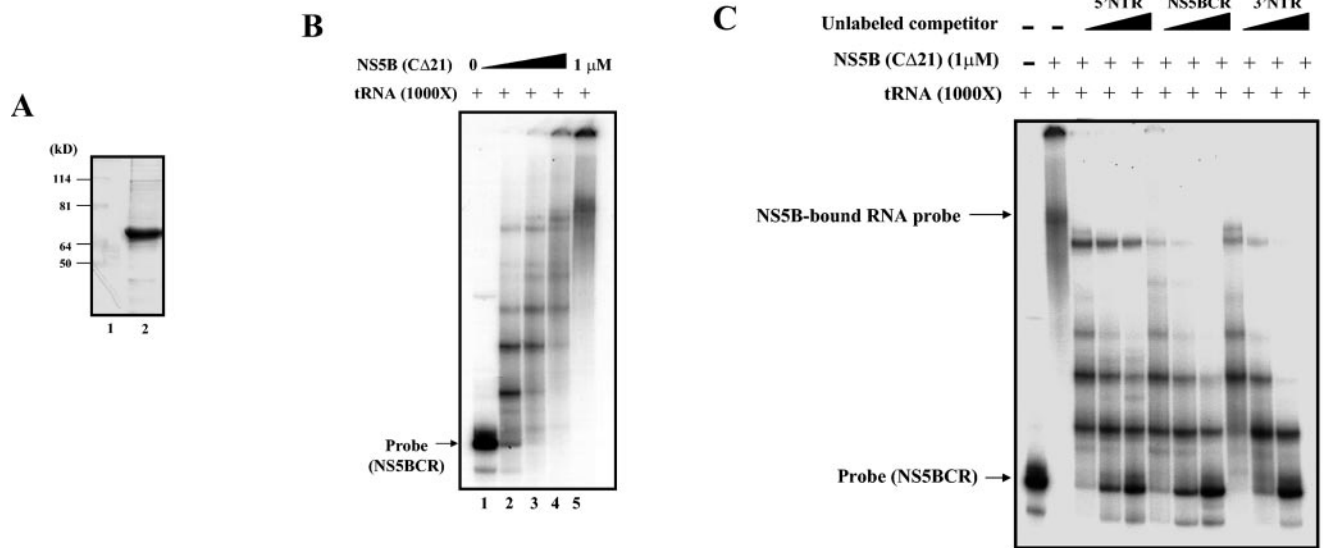 A
(kD)
114
81
64
50
1 2
B
NS5B (CΔ21) 0 1 μM
tRNA (1000X) + + + + +
Probe
(NS5BCR)
1 2 3 4 5
C
5'NTR NS5BCR 3'NTR
Unlabeled competitor - -
NS5B (CΔ21) (1μM) - + + + + + + + + + +
tRNA (1000X) + + + + + + + + + + +
NS5B-bound RNA probe
Probe (NS5BCR)